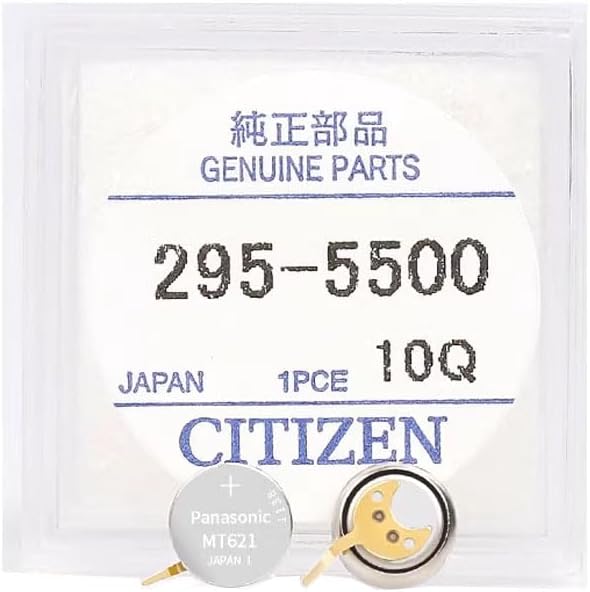 純正部品
GENUINE PARTS
295-5500
JAPAN 1PCE 10Q
CITIZEN
+
Panasonic
MT621
JAPAN I